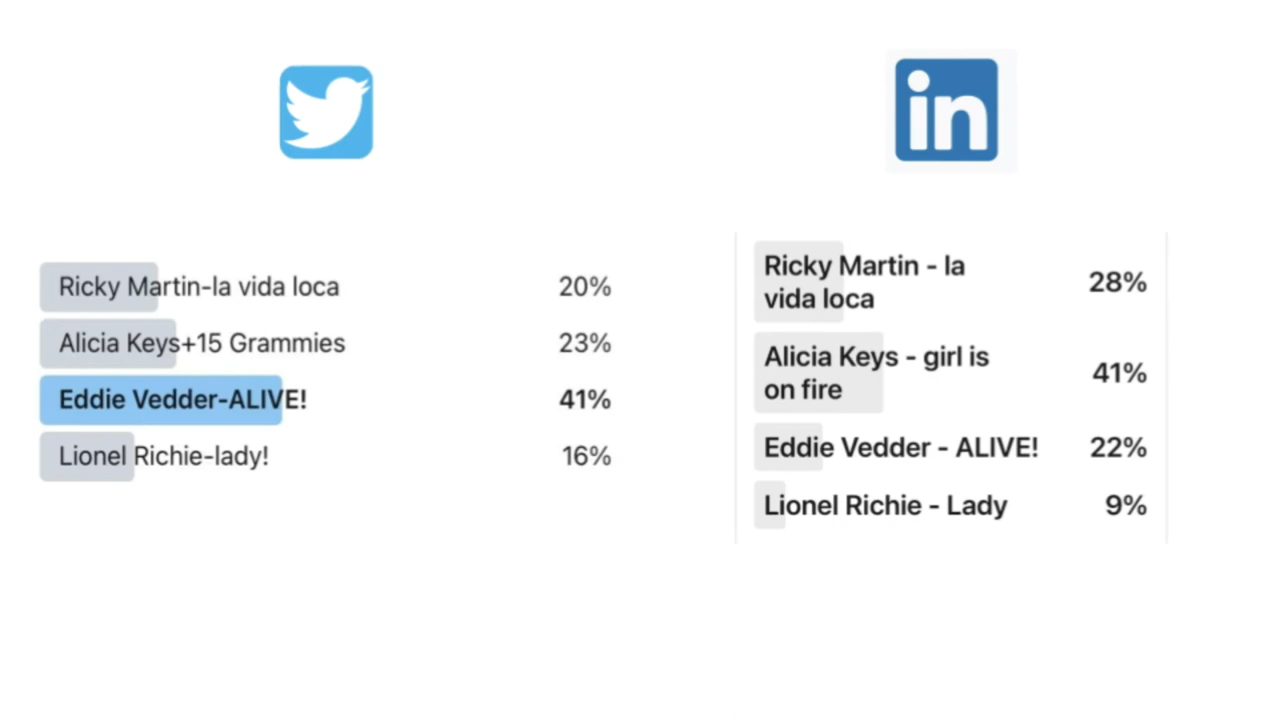 in
Ricky Martin-la vida loca 20%
Alicia Keys+15 Grammies 23%
Eddie Vedder-ALIVE! 41%
Lionel Richie-lady! 16%
Ricky Martin - la
vida loca 28%
Alicia Keys - girl is
on fire 41%
Eddie Vedder - ALIVE! 22%
Lionel Richie - Lady 9%